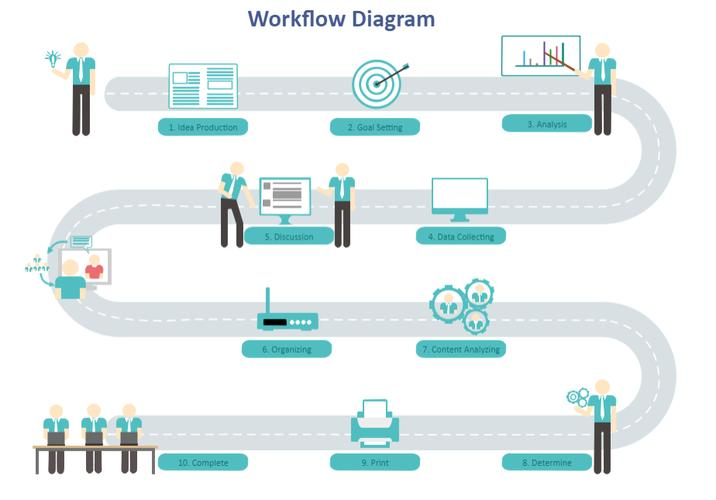 Workflow Diagram
1. Idea Production
2. Goal Setting
3. Analysis
4. Data Collecting
5. Discussion
6. Organizing
7. Content Analyzing
8. Determine
9. Print
10. Complete